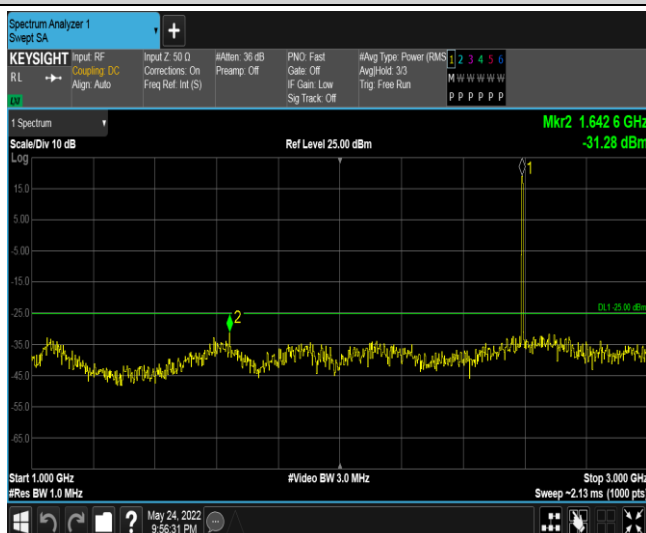 Spectrum Analyzer 1
Swept SA
KEYSIGHT
RL
Input: RF
Coupling: DC
Align: Auto
Input Z: 50 Ω
Corrections: On
Freq Ref: Int (S)
#Atten: 36 dB
Preamp: Off
PNO: Fast
Gate: Off
IF Gain: Low
Sig Track: Off
#Avg Type: Power (RMS
Avg|Hold: 3/3
Trig: Free Run
1 2 3 4 5 6
M W W W W W
P P P P P P
1 Spectrum
Scale/Div 10 dB
Ref Level 25.00 dBm
Mkr2 1.642 6 GHz
-31.28 dBm
Log
1
15.0
5.00
-5.00
-15.0
-25.0
DL1 -25.00 dBm
2
-35.0
-45.0
-55.0
-65.0
Start 1.000 GHz
#Video BW 3.0 MHz
Stop 3.000 GHz
#Res BW 1.0 MHz
Sweep ~2.13 ms (1000 pts)
?
May 24, 2022
9:56:31 PM